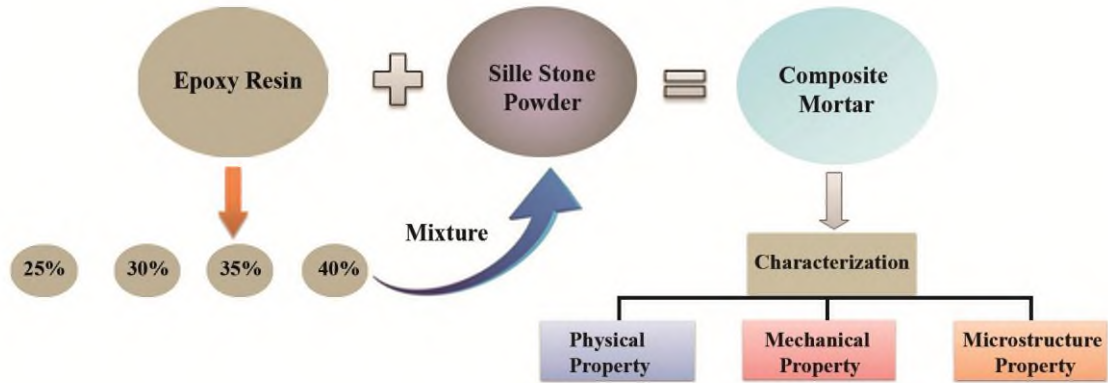 Epoxy Resin
Sille Stone
Powder
Composite
Mortar
Mixture
25%
30%
35%
40%
Characterization
Physical
Property
Mechanical
Property
Microstructure
Property